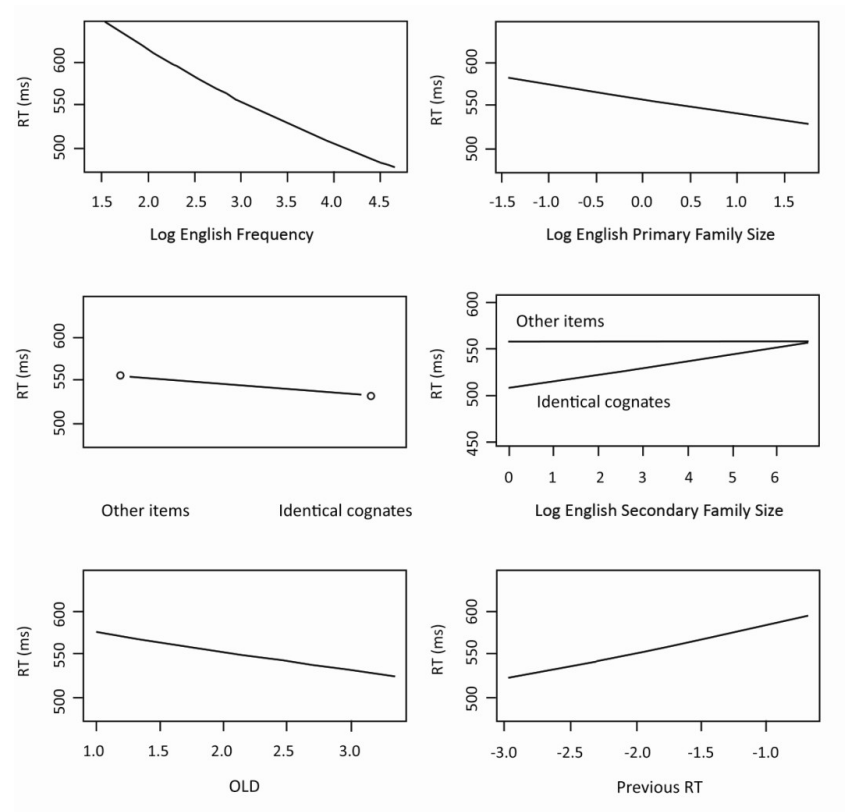 RT (ms)
600
550
500
1.5 2.0 2.5 3.0 3.5 4.0 4.5
Log English Frequency
RT (ms)
600
550
500
-1.5 -1.0 -0.5 0.0 0.5 1.0 1.5
Log English Primary Family Size
RT (ms)
600
550
500
Other items Identical cognates
RT (ms)
600
550
500
450
Other items
Identical cognates
0 1 2 3 4 5 6
Log English Secondary Family Size
RT (ms)
600
550
500
1.0 1.5 2.0 2.5 3.0
OLD
RT (ms)
600
550
500
-3.0 -2.5 -2.0 -1.5 -1.0
Previous RT